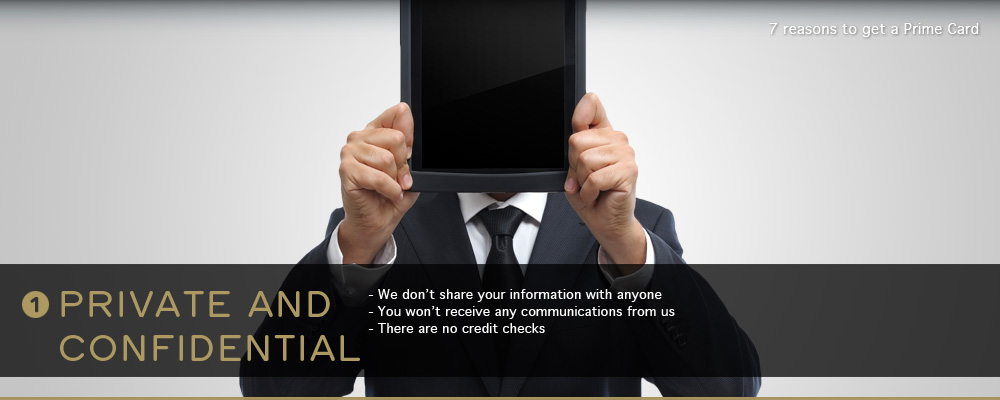 7 reasons to get a Prime Card
1 PRIVATE AND
CONFIDENTIAL
- We don't share your information with anyone
- You won't receive any communications from us
- There are no credit checks